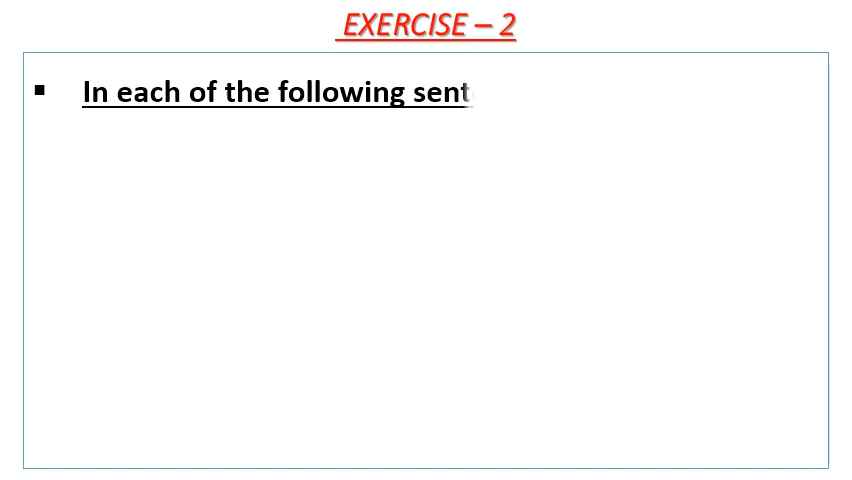 EXERCISE – 2
▪ In each of the following sent